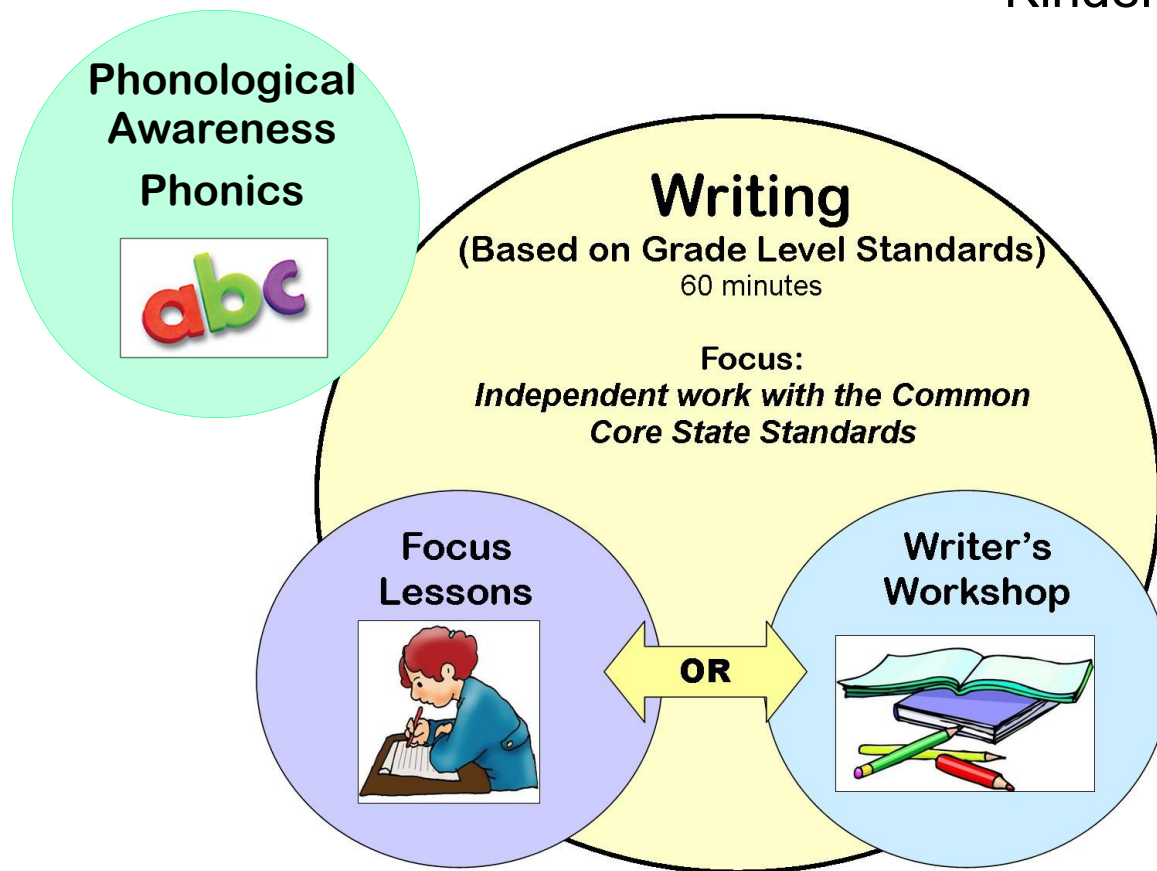 Phonological
Awareness
Phonics
abc
Writing
(Based on Grade Level Standards)
60 minutes
Focus:
Independent work with the Common
Core State Standards
Focus
Lessons
OR
Writer's
Workshop